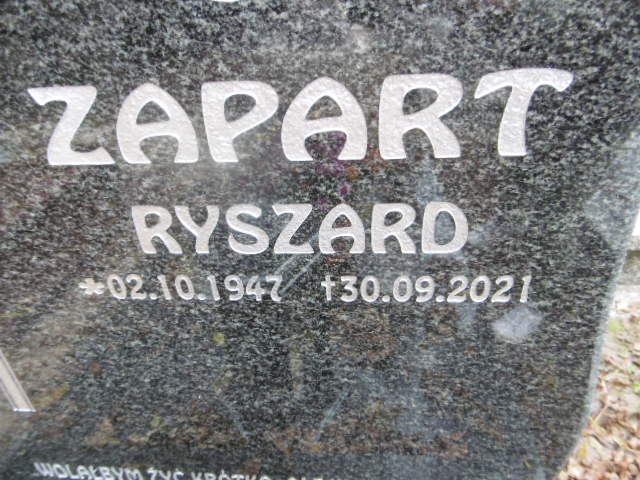 ZAPART
RYSZARD
*02.10.1947 †30.09.2021
WOLAŁBYM ŻYĆ KRÓTKO